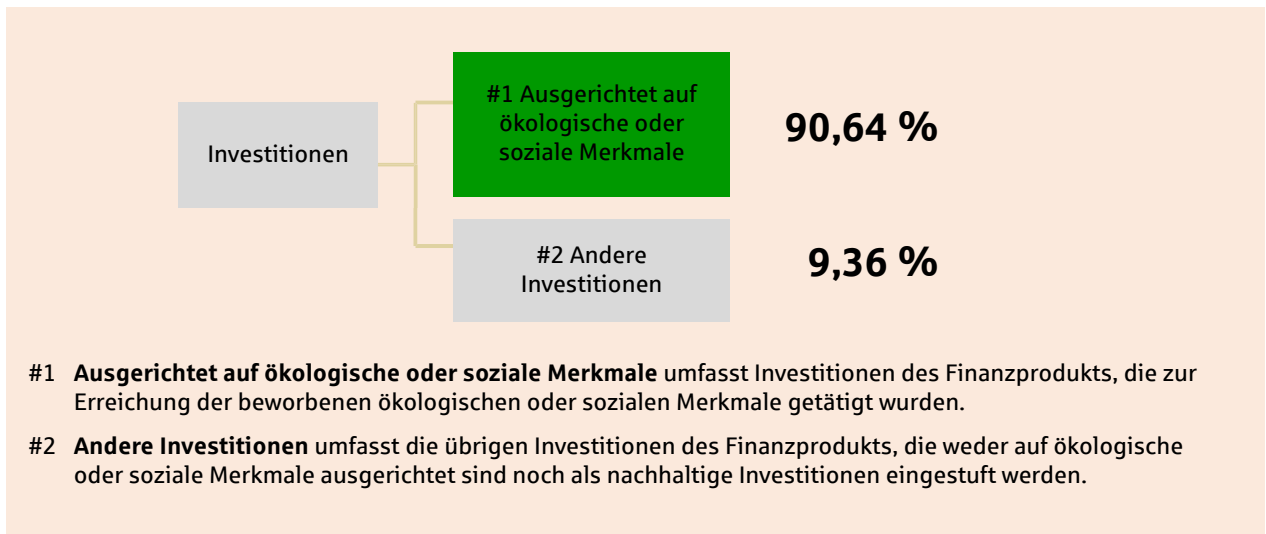 Investitionen
#1 Ausgerichtet auf
ökologische oder
soziale Merkmale
90,64 %
#2 Andere
Investitionen
9,36 %
#1 Ausgerichtet auf ökologische oder soziale Merkmale umfasst Investitionen des Finanzprodukts, die zur
Erreichung der beworbenen ökologischen oder sozialen Merkmale getätigt wurden.
#2 Andere Investitionen umfasst die übrigen Investitionen des Finanzprodukts, die weder auf ökologische
oder soziale Merkmale ausgerichtet sind noch als nachhaltige Investitionen eingestuft werden.